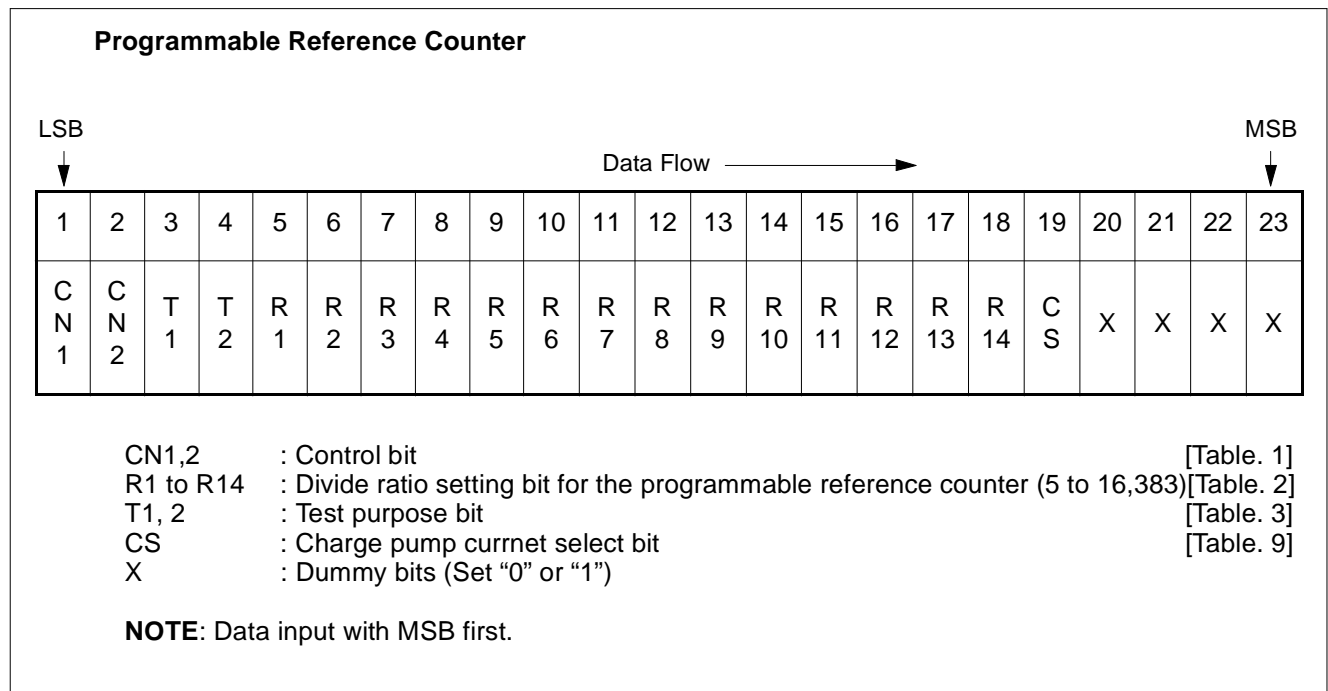 Programmable Reference Counter
LSB MSB
Data Flow
1 2 3 4 5 6 7 8 9 10 11 12 13 14 15 16 17 18 19 20 21 22 23
CN1 CN2 T1 T2 R1 R2 R3 R4 R5 R6 R7 R8 R9 R10 R11 R12 R13 R14 CS X X X X
CN1,2 : Control bit [Table. 1]
R1 to R14 : Divide ratio setting bit for the programmable reference counter (5 to 16,383)[Table. 2]
T1, 2 : Test purpose bit [Table. 3]
CS : Charge pump currnet select bit [Table. 9]
X : Dummy bits (Set “0” or “1”)
NOTE: Data input with MSB first.